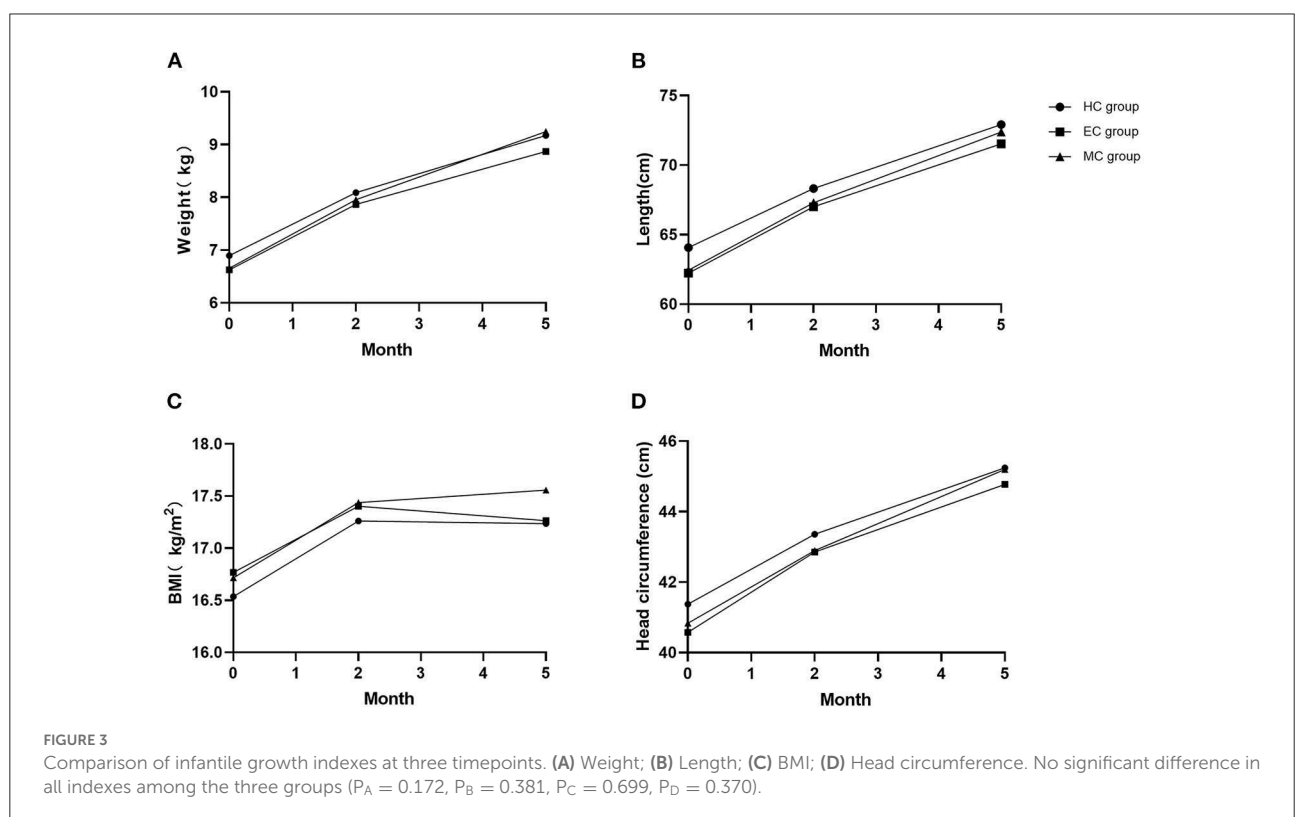 A
10
9
8
7
6
Weight( kg)
0 1 2 3 4 5
Month
B
75
70
65
60
Length(cm)
0 1 2 3 4 5
Month
HC group
EC group
MC group
C
18.0
17.5
17.0
16.5
16.0
BMI( kg/m²)
0 1 2 3 4 5
Month
D
46
44
42
40
Head circumference (cm)
0 1 2 3 4 5
Month
FIGURE 3
Comparison of infantile growth indexes at three timepoints. (A) Weight; (B) Length; (C) BMI; (D) Head circumference. No significant difference in
all indexes among the three groups (P_A = 0.172, P_B = 0.381, P_C = 0.699, P_D = 0.370).